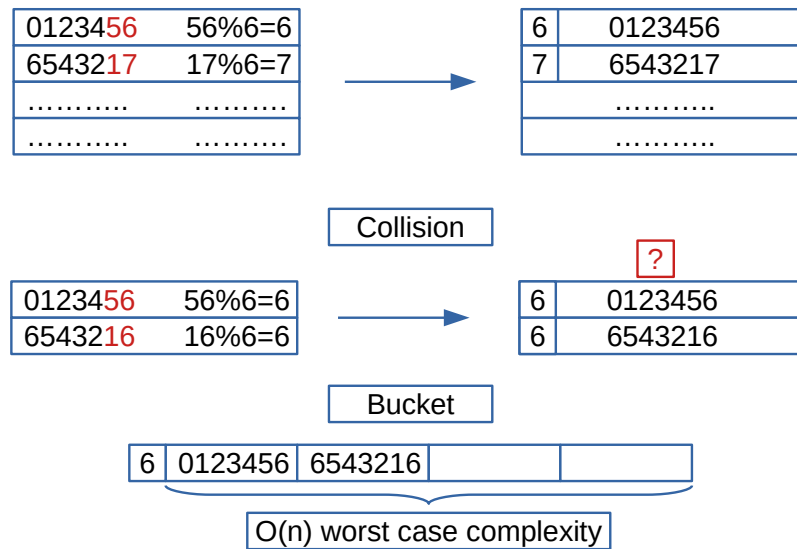 0123456 56%6=6 6 0123456
6543217 17%6=7 7 6543217
……….. ………. ………..
……….. ………. ………..
Collision
?
0123456 56%6=6 6 0123456
6543216 16%6=6 6 6543216
Bucket
6 0123456 6543216
O(n) worst case complexity